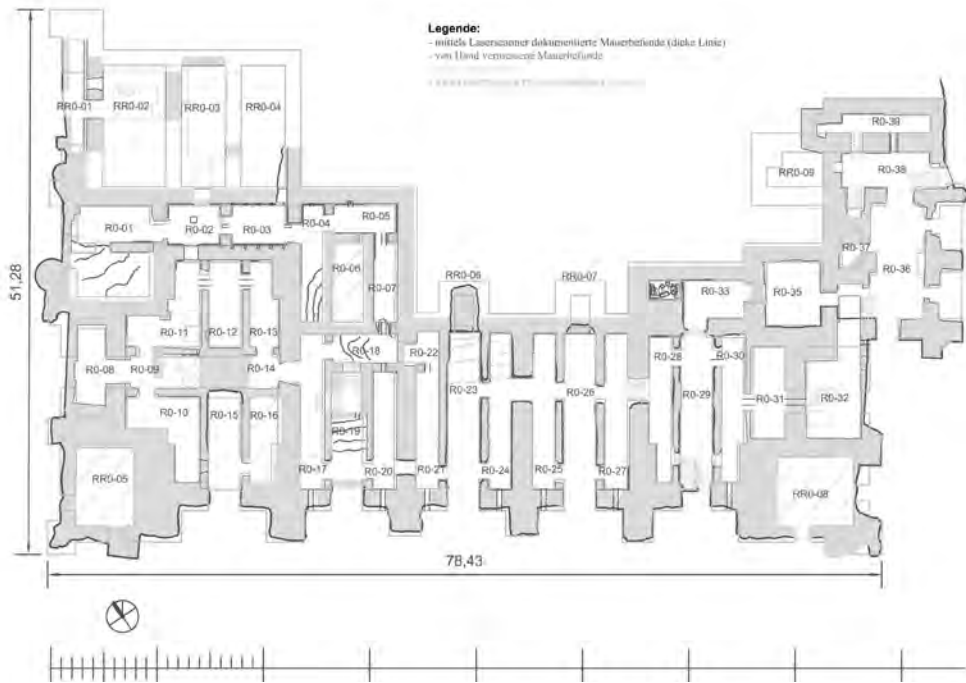 Legende:
- mittels Laserscanner dokumentierte Mauerbefunde (dicke Linie)
- von Hand vermessene Mauerbefunde
RR0-01
RR0-02
RR0-03
RR0-04
R0-39
R0-38
RR0-09
R0-01
R0-02
R0-03
R0-04
R0-05
R0-06
R0-07
R0-37
R0-36
51,28
RR0-06
RR0-07
R0-33
R0-35
R0-11
R0-12
R0-13
R0-18
R0-22
R0-28
R0-30
R0-08
R0-09
R0-14
R0-23
R0-26
R0-29
R0-31
R0-32
R0-10
R0-15
R0-16
R0-19
RR0-05
R0-17
R0-20
R0-21
R0-24
R0-25
R0-27
RR0-08
78,43